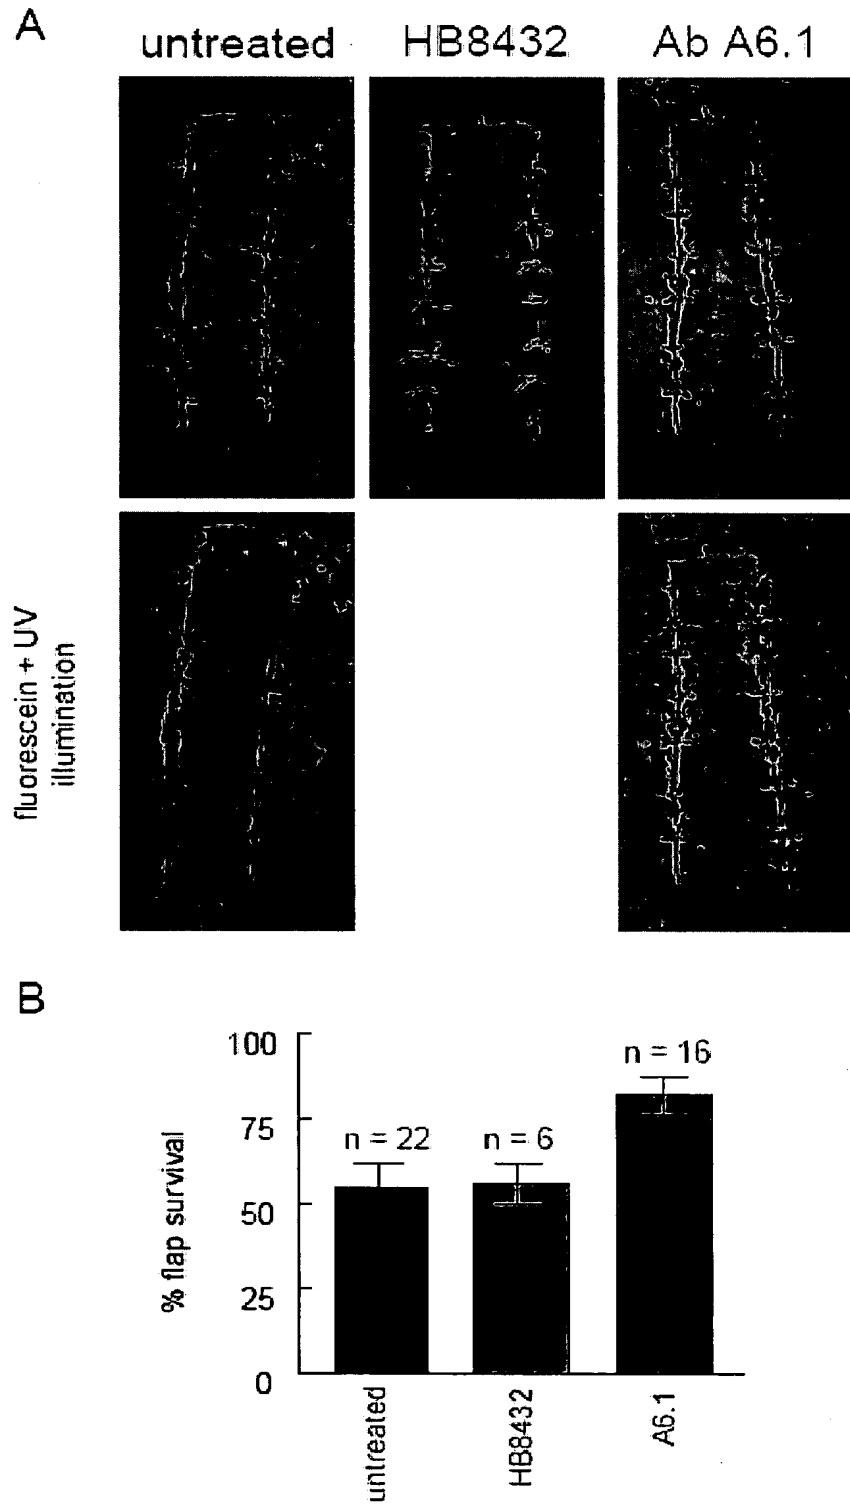 A
untreated HB8432 Ab A6.1
fluorescein + UV
illumination
B
% flap survival
100
75
50
25
0
n = 22
n = 6
n = 16
untreated
HB8432
A6.1